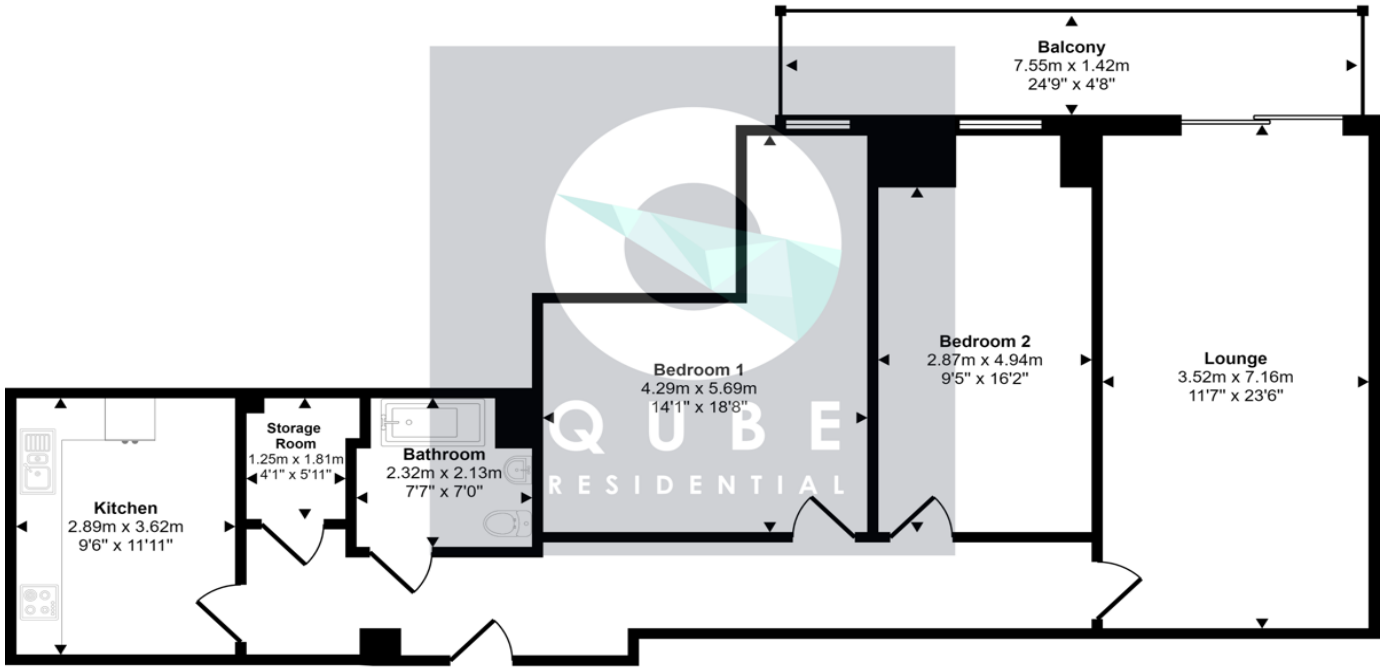 Balcony
7.55m x 1.42m
24'9" x 4'8"
Bedroom 1
4.29m x 5.69m
14'1" x 18'8"
Bedroom 2
2.87m x 4.94m
9'5" x 16'2"
Lounge
3.52m x 7.16m
11'7" x 23'6"
QUBE
RESIDENTIAL
Storage
Room
1.25m x 1.81m
4'1" x 5'11"
Bathroom
2.32m x 2.13m
7'7" x 7'0"
Kitchen
2.89m x 3.62m
9'6" x 11'11"